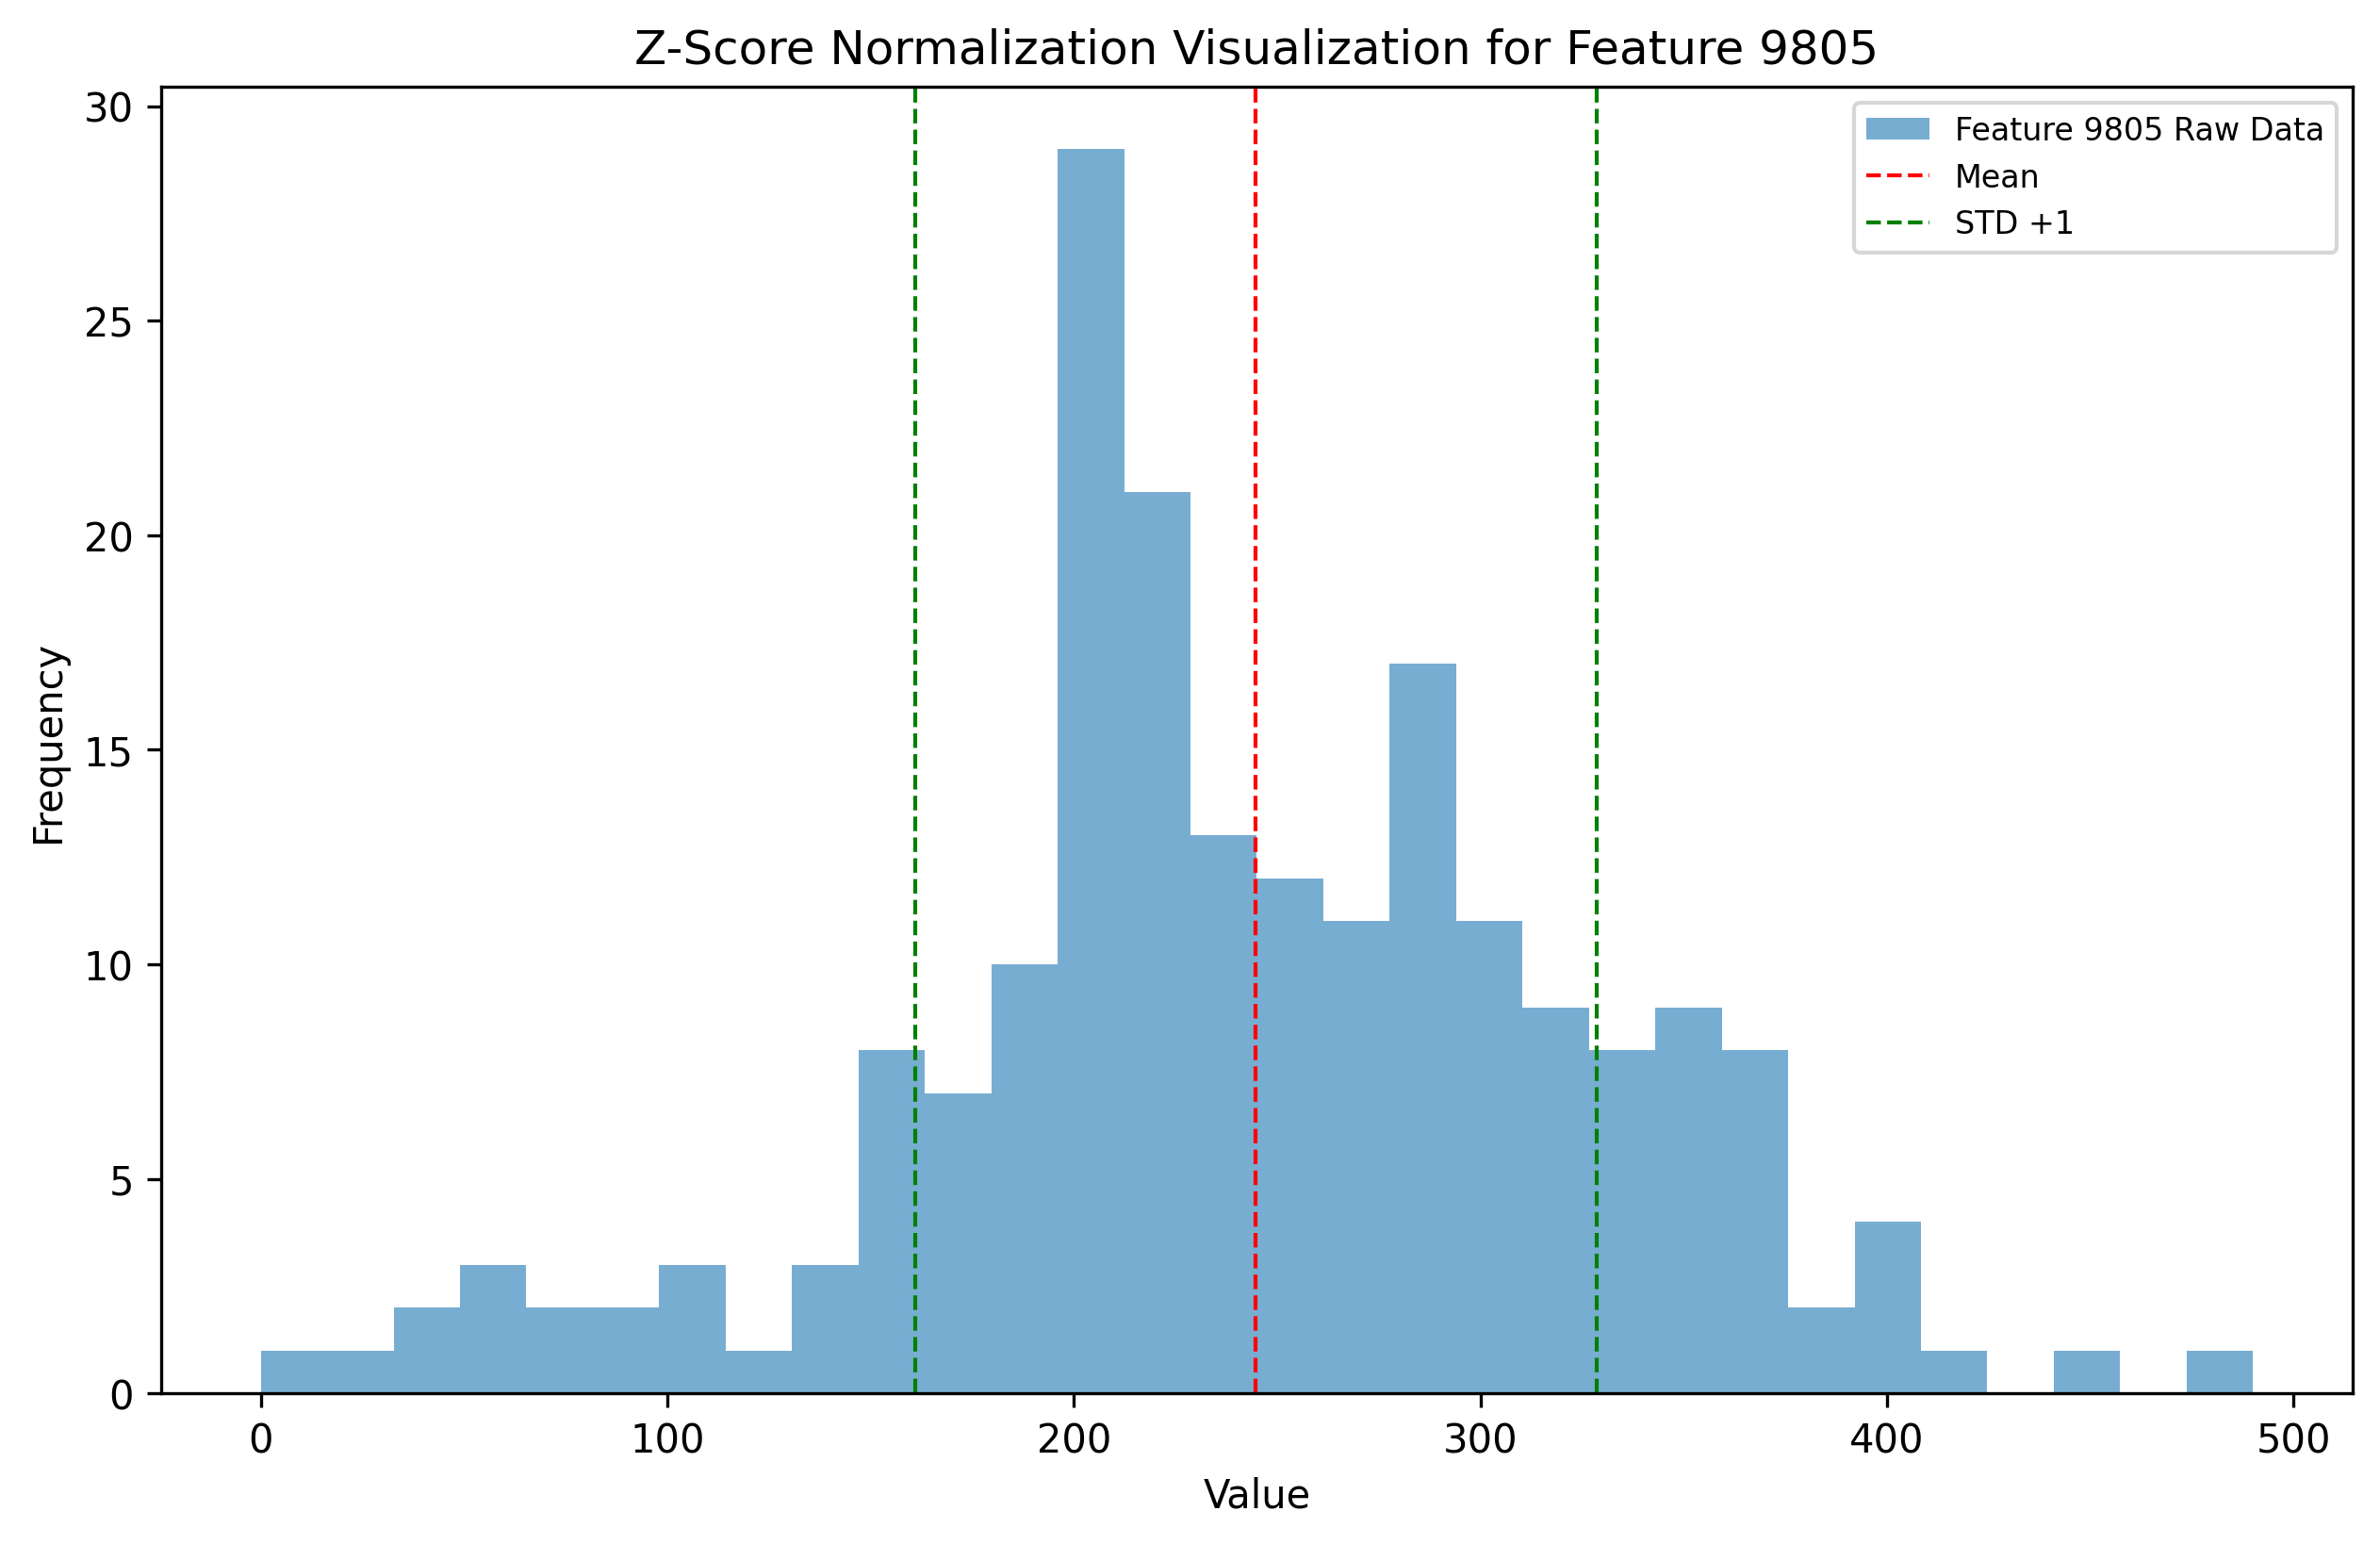 Z-Score Normalization Visualization for Feature 9805
Feature 9805 Raw Data
Mean
STD +1
30
25
20
15
10
5
0
Frequency
0 100 200 300 400 500
Value